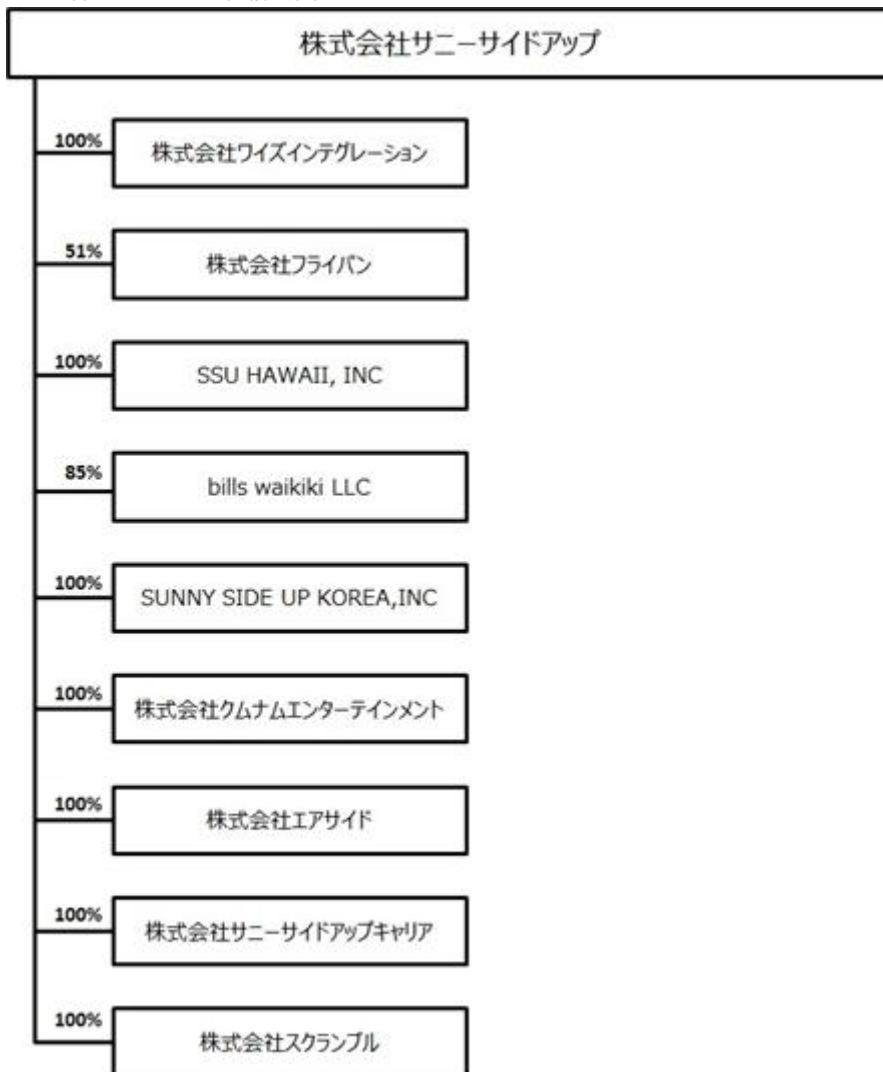 株式会社サニーサイドアップ
100%
株式会社ワイズインテグレーション
51%
株式会社フライパン
100%
SSU HAWAII, INC
85%
bills waikiki LLC
100%
SUNNY SIDE UP KOREA,INC
100%
株式会社クムナムエンターテインメント
100%
株式会社エアサイド
100%
株式会社サニーサイドアップキャリア
100%
株式会社スクランブル